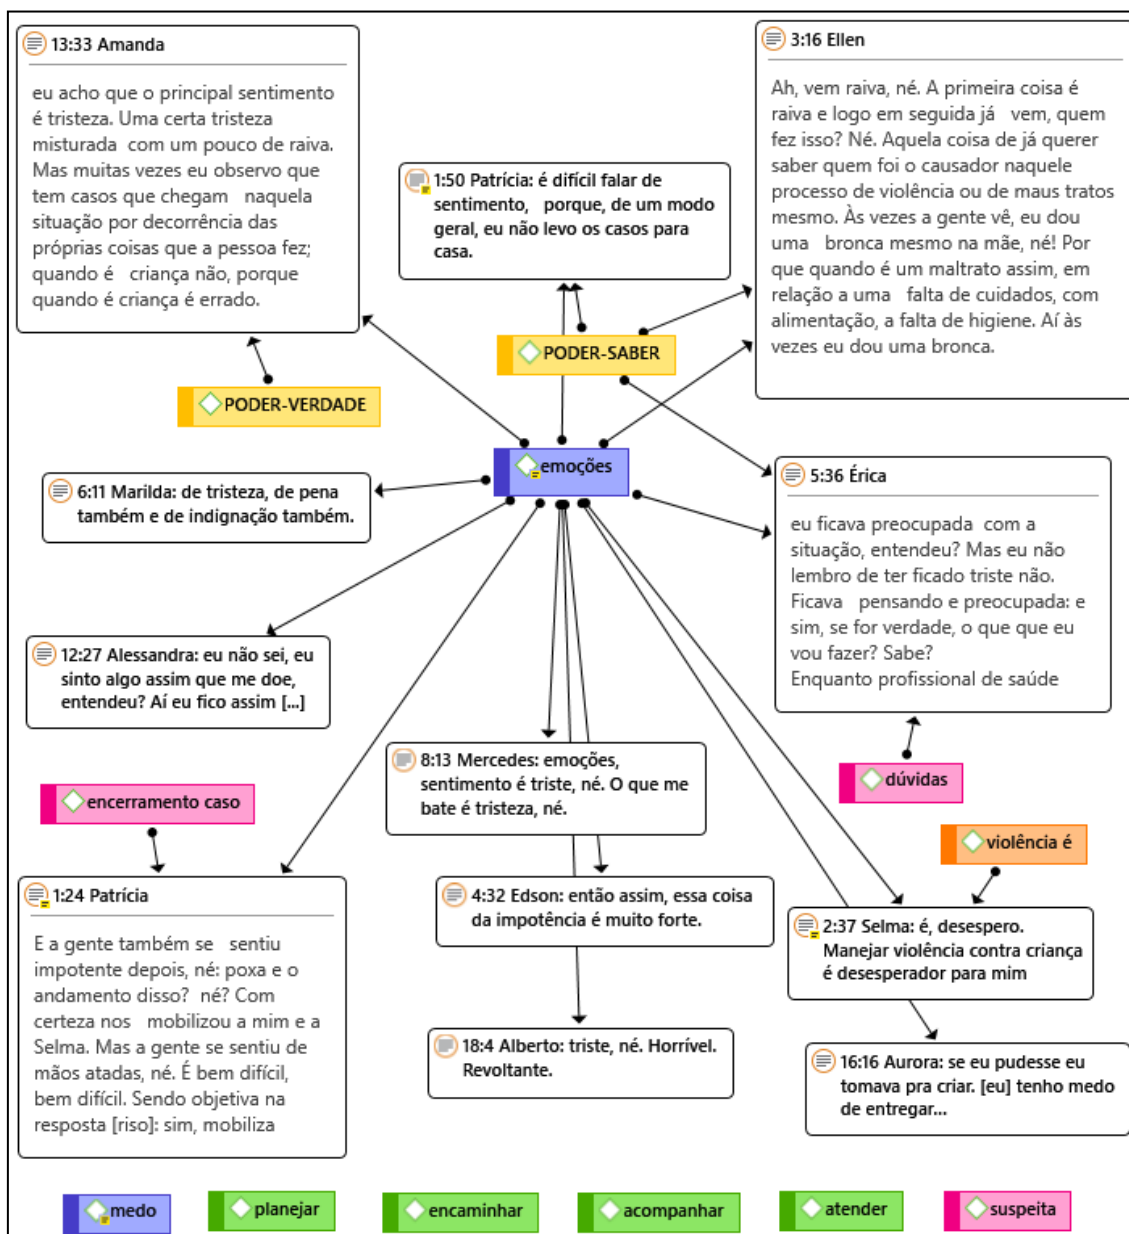 13:33 Amanda
eu acho que o principal sentimento
é tristeza. Uma certa tristeza
misturada com um pouco de raiva.
Mas muitas vezes eu observo que
tem casos que chegam naquela
situação por decorrência das
próprias coisas que a pessoa fez;
quando é criança não, porque
quando é criança é errado.
3:16 Ellen
Ah, vem raiva, né. A primeira coisa é
raiva e logo em seguida já vem, quem
fez isso? Né. Aquela coisa de já querer
saber quem foi o causador naquele
processo de violência ou de maus tratos
mesmo. Às vezes a gente vê, eu dou
uma bronca mesmo na mãe, né! Por
que quando é um maltrato assim, em
relação a uma falta de cuidados, com
alimentação, a falta de higiene. Aí às
vezes eu dou uma bronca.
1:50 Patrícia: é difícil falar de
sentimento, porque, de um modo
geral, eu não levo os casos para
casa.
PODER-SABER
PODER-VERDADE
emoções
6:11 Marilda: de tristeza, de pena
também e de indignação também.
5:36 Érica
eu ficava preocupada com a
situação, entendeu? Mas eu não
lembro de ter ficado triste não.
Ficava pensando e preocupada: e
sim, se for verdade, o que que eu
vou fazer? Sabe?
Enquanto profissional de saúde
12:27 Alessandra: eu não sei, eu
sinto algo assim que me doe,
entendeu? Aí eu fico assim [...]
8:13 Mercedes: emoções,
sentimento é triste, né. O que me
bate é tristeza, né.
dúvidas
encerramento caso
violência é
1:24 Patrícia
E a gente também se sentiu
impotente depois, né: poxa e o
andamento disso? né? Com
certeza nos mobilizou a mim e a
Selma. Mas a gente se sentiu de
mãos atadas, né. É bem difícil,
bem difícil. Sendo objetiva na
resposta [riso]: sim, mobiliza
4:32 Edson: então assim, essa coisa
da impotência é muito forte.
2:37 Selma: é, desespero.
Manejar violência contra criança
é desesperador para mim
18:4 Alberto: triste, né. Horrível.
Revoltante.
16:16 Aurora: se eu pudesse eu
tomava pra criar. [eu] tenho medo
de entregar...
medo
planejar
encaminhar
acompanhar
atender
suspeita